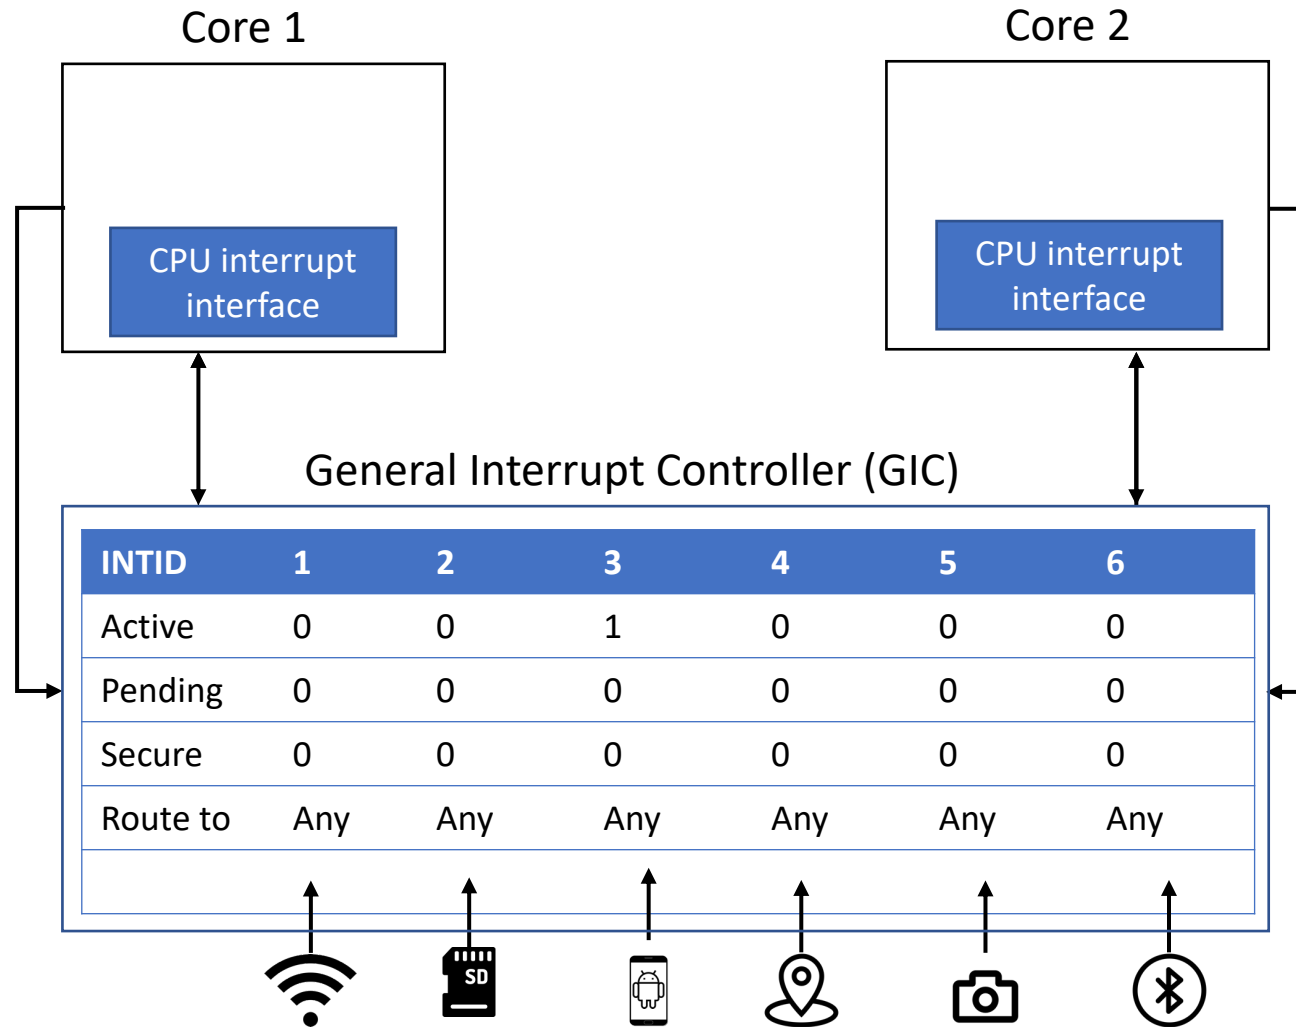 Core 1
Core 2
CPU interrupt
interface
CPU interrupt
interface
General Interrupt Controller (GIC)
INTID 1 2 3 4 5 6
Active 0 0 1 0 0 0
Pending 0 0 0 0 0 0
Secure 0 0 0 0 0 0
Route to Any Any Any Any Any Any
SD